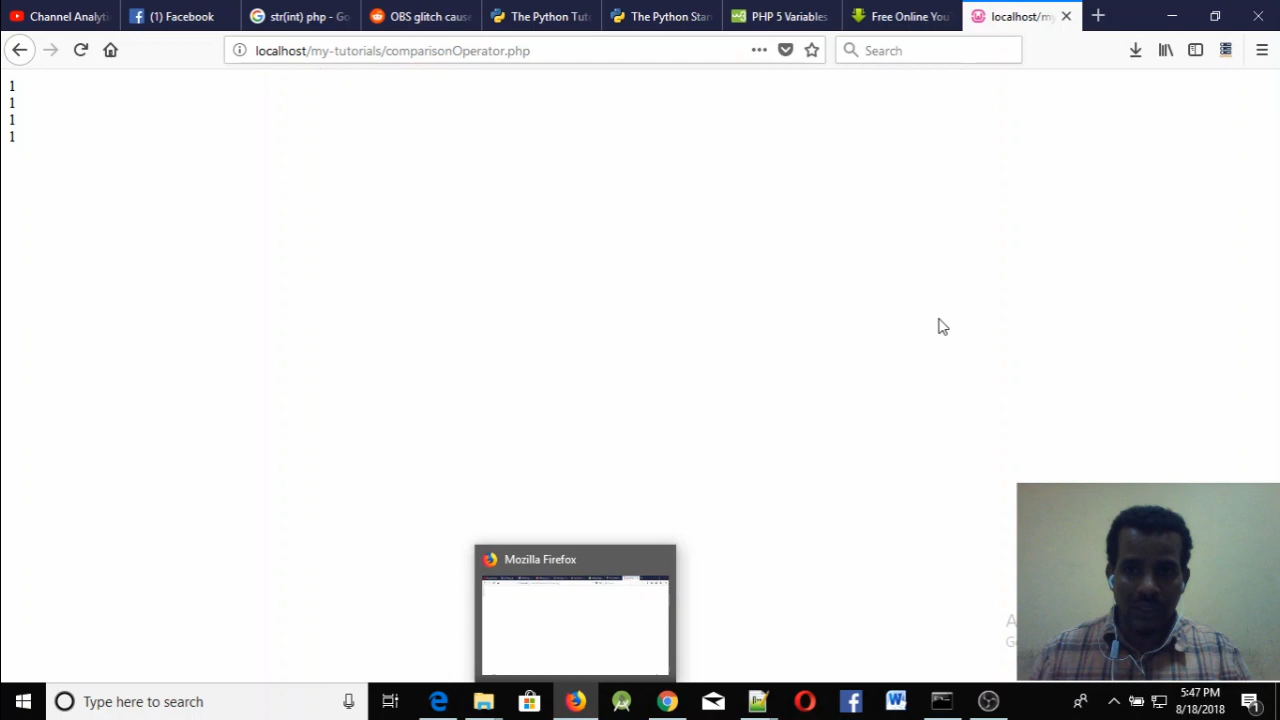 Channel Analyti
(1) Facebook
str(int) php - Go
OBS glitch cause
The Python Tut
The Python Stan
PHP 5 Variables
Free Online You
localhost/my
localhost/my-tutorials/comparisonOperator.php
Search
1
1
1
1
Mozilla Firefox
Type here to search
5:47 PM
8/18/2018